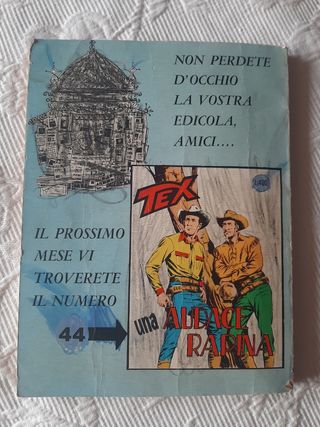 NON PERDETE
D'OCCHIO
LA VOSTRA
EDICOLA,
AMICI....
IL PROSSIMO
MESE VI
TROVERETE
IL NUMERO
44
TEX
una AUDACE
RAPINA